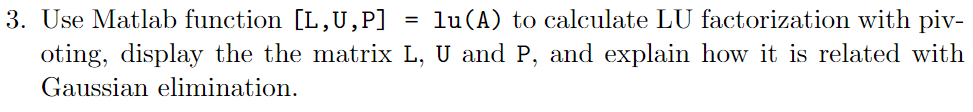 3. Use Matlab function [L,U,P] = lu(A) to calculate LU factorization with piv-
oting, display the the matrix L, U and P, and explain how it is related with
Gaussian elimination.